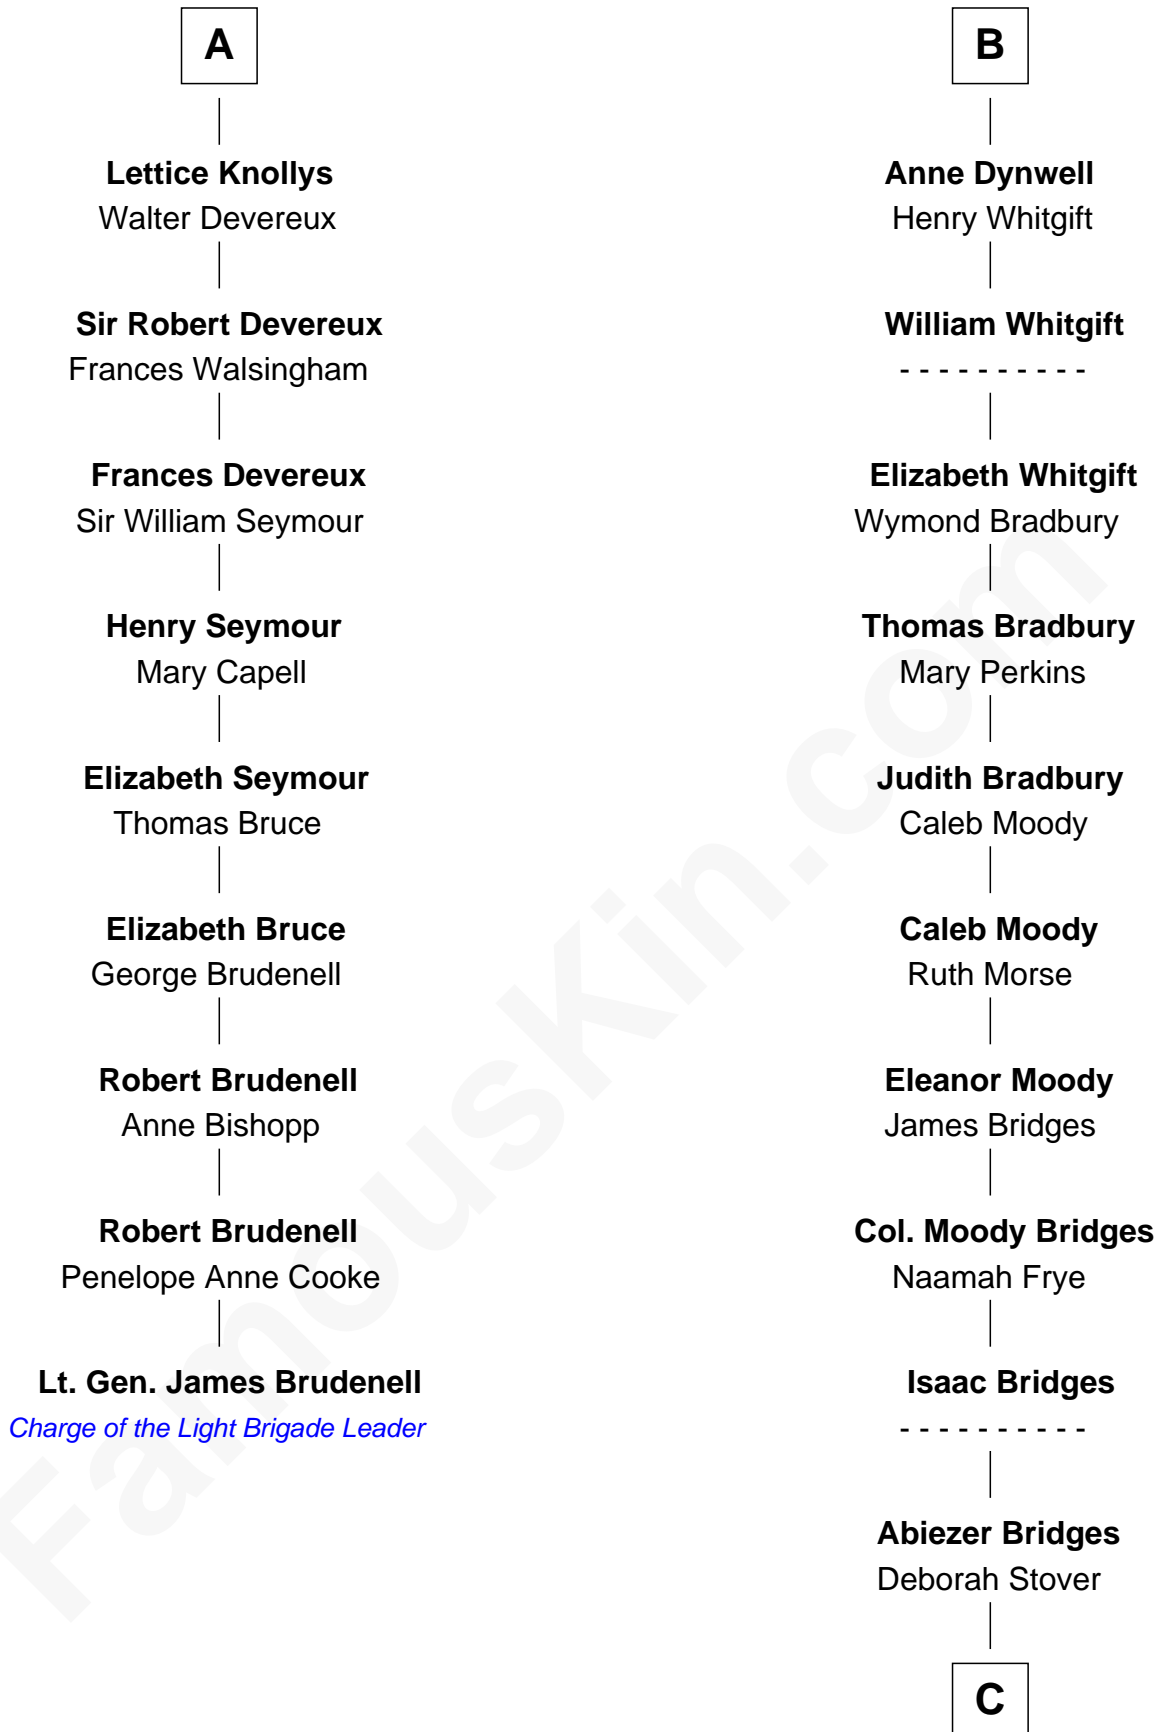 A
Lettice Knollys
Walter Devereux
Sir Robert Devereux
Frances Walsingham
Frances Devereux
Sir William Seymour
Henry Seymour
Mary Capell
Elizabeth Seymour
Thomas Bruce
Elizabeth Bruce
George Brudenell
Robert Brudenell
Anne Bishopp
Robert Brudenell
Penelope Anne Cooke
Lt. Gen. James Brudenell
Charge of the Light Brigade Leader
B
Anne Dynwell
Henry Whitgift
William Whitgift
- - - - - - - - - -
Elizabeth Whitgift
Wymond Bradbury
Thomas Bradbury
Mary Perkins
Judith Bradbury
Caleb Moody
Caleb Moody
Ruth Morse
Eleanor Moody
James Bridges
Col. Moody Bridges
Naamah Frye
Isaac Bridges
- - - - - - - - - -
Abiezer Bridges
Deborah Stover
C
FamousKin.com